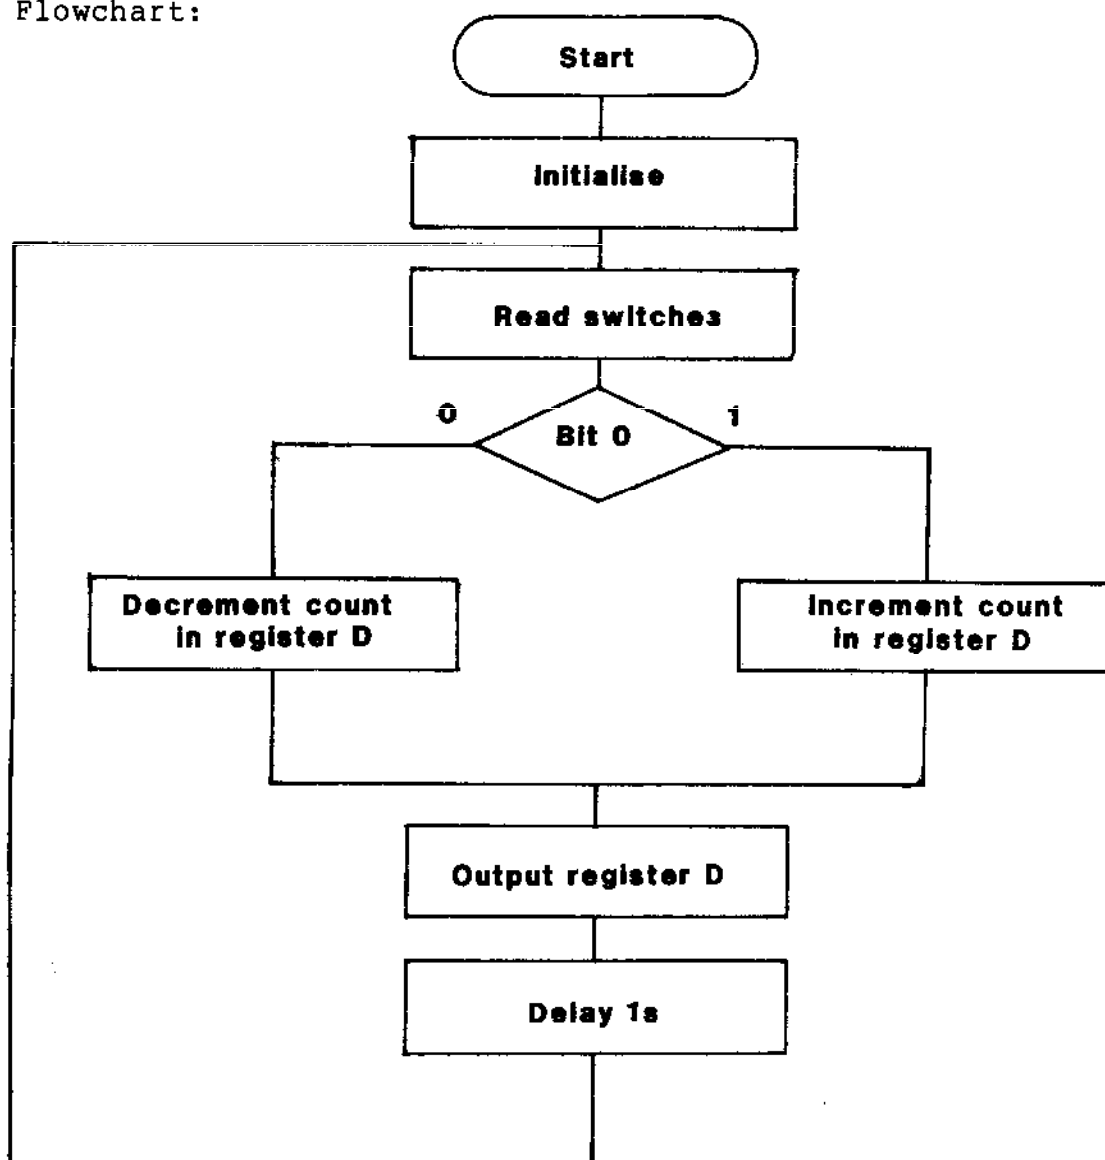 Flowchart:
Start
Initialise
Read switches
0
1
Bit 0
Decrement count
in register D
Increment count
in register D
Output register D
Delay 1s